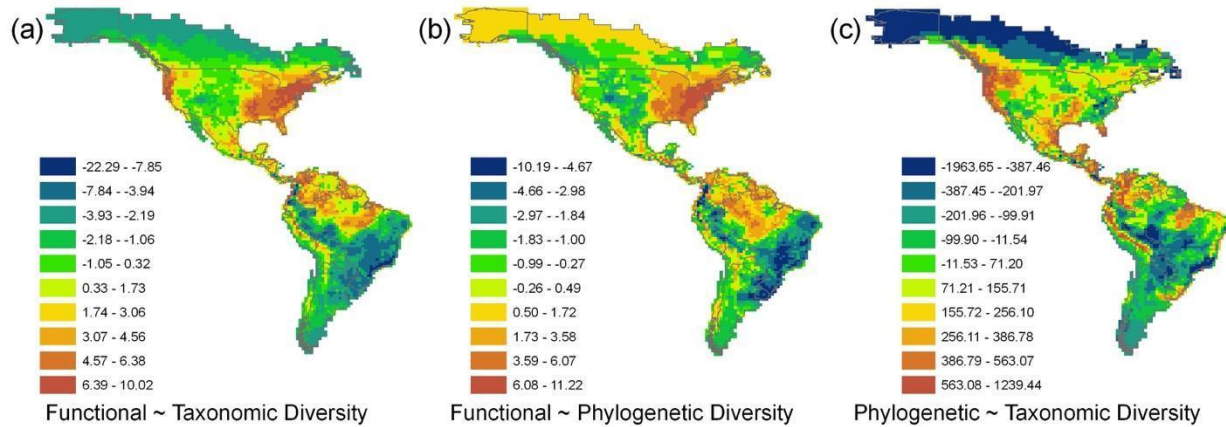 (a)
-22.29 - -7.85
-7.84 - -3.94
-3.93 - -2.19
-2.18 - -1.06
-1.05 - 0.32
0.33 - 1.73
1.74 - 3.06
3.07 - 4.56
4.57 - 6.38
6.39 - 10.02
Functional ~ Taxonomic Diversity
(b)
-10.19 - -4.67
-4.66 - -2.98
-2.97 - -1.84
-1.83 - -1.00
-0.99 - -0.27
-0.26 - 0.49
0.50 - 1.72
1.73 - 3.58
3.59 - 6.07
6.08 - 11.22
Functional ~ Phylogenetic Diversity
(c)
-1963.65 - -387.46
-387.45 - -201.97
-201.96 - -99.91
-99.90 - -11.54
-11.53 - 71.20
71.21 - 155.71
155.72 - 256.10
256.11 - 386.78
386.79 - 563.07
563.08 - 1239.44
Phylogenetic ~ Taxonomic Diversity